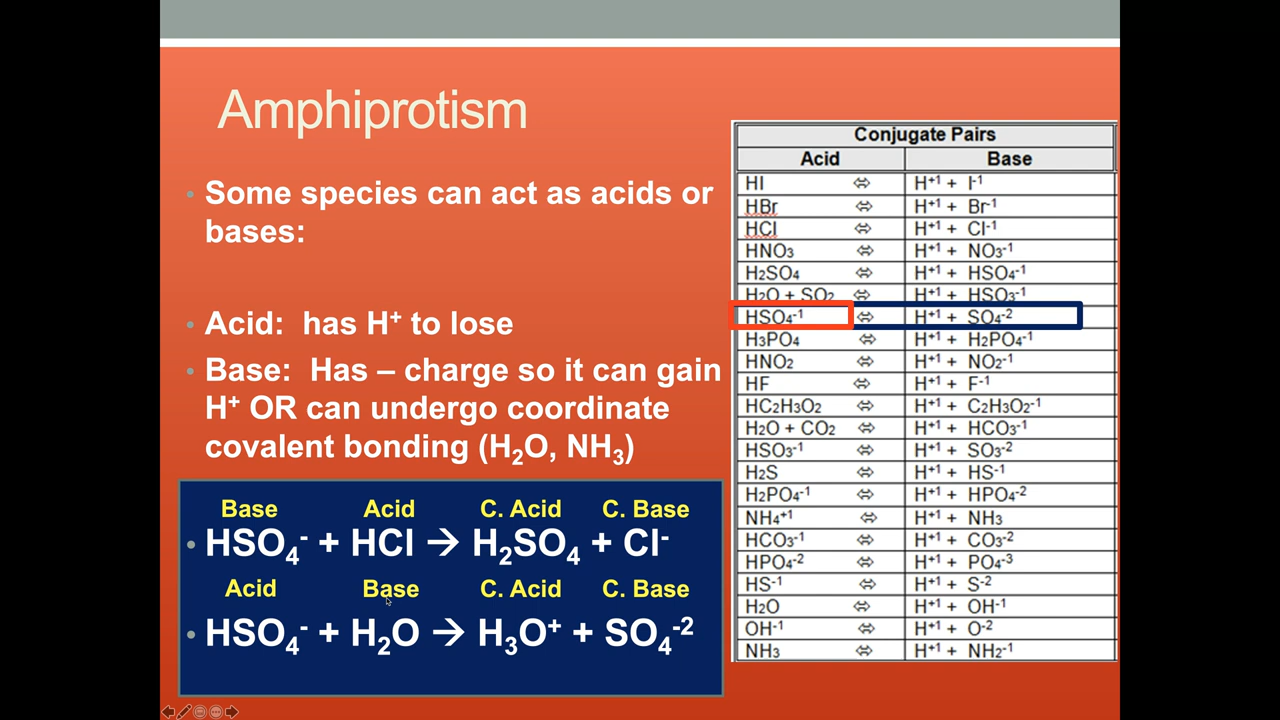 Amphiprotism
• Some species can act as acids or
bases:
• Acid: has H⁺ to lose
• Base: Has – charge so it can gain
H⁺ OR can undergo coordinate
covalent bonding (H₂O, NH₃)
Base Acid C. Acid C. Base
• HSO₄⁻ + HCl → H₂SO₄ + Cl⁻
Acid Base C. Acid C. Base
• HSO₄⁻ + H₂O → H₃O⁺ + SO₄⁻²
Conjugate Pairs
Acid Base
HI ⇔ H⁺¹ + I⁻¹
HBr ⇔ H⁺¹ + Br⁻¹
HCl ⇔ H⁺¹ + Cl⁻¹
HNO₃ ⇔ H⁺¹ + NO₃⁻¹
H₂SO₄ ⇔ H⁺¹ + HSO₄⁻¹
H₂O + SO₂ ⇔ H⁺¹ + HSO₃⁻¹
HSO₄⁻¹ ⇔ H⁺¹ + SO₄⁻²
H₃PO₄ ⇔ H⁺¹ + H₂PO₄⁻¹
HNO₂ ⇔ H⁺¹ + NO₂⁻¹
HF ⇔ H⁺¹ + F⁻¹
HC₂H₃O₂ ⇔ H⁺¹ + C₂H₃O₂⁻¹
H₂O + CO₂ ⇔ H⁺¹ + HCO₃⁻¹
HSO₃⁻¹ ⇔ H⁺¹ + SO₃⁻²
H₂S ⇔ H⁺¹ + HS⁻¹
H₂PO₄⁻¹ ⇔ H⁺¹ + HPO₄⁻²
NH₄⁺¹ ⇔ H⁺¹ + NH₃
HCO₃⁻¹ ⇔ H⁺¹ + CO₃⁻²
HPO₄⁻² ⇔ H⁺¹ + PO₄⁻³
HS⁻¹ ⇔ H⁺¹ + S⁻²
H₂O ⇔ H⁺¹ + OH⁻¹
OH⁻¹ ⇔ H⁺¹ + O⁻²
NH₃ ⇔ H⁺¹ + NH₂⁻¹